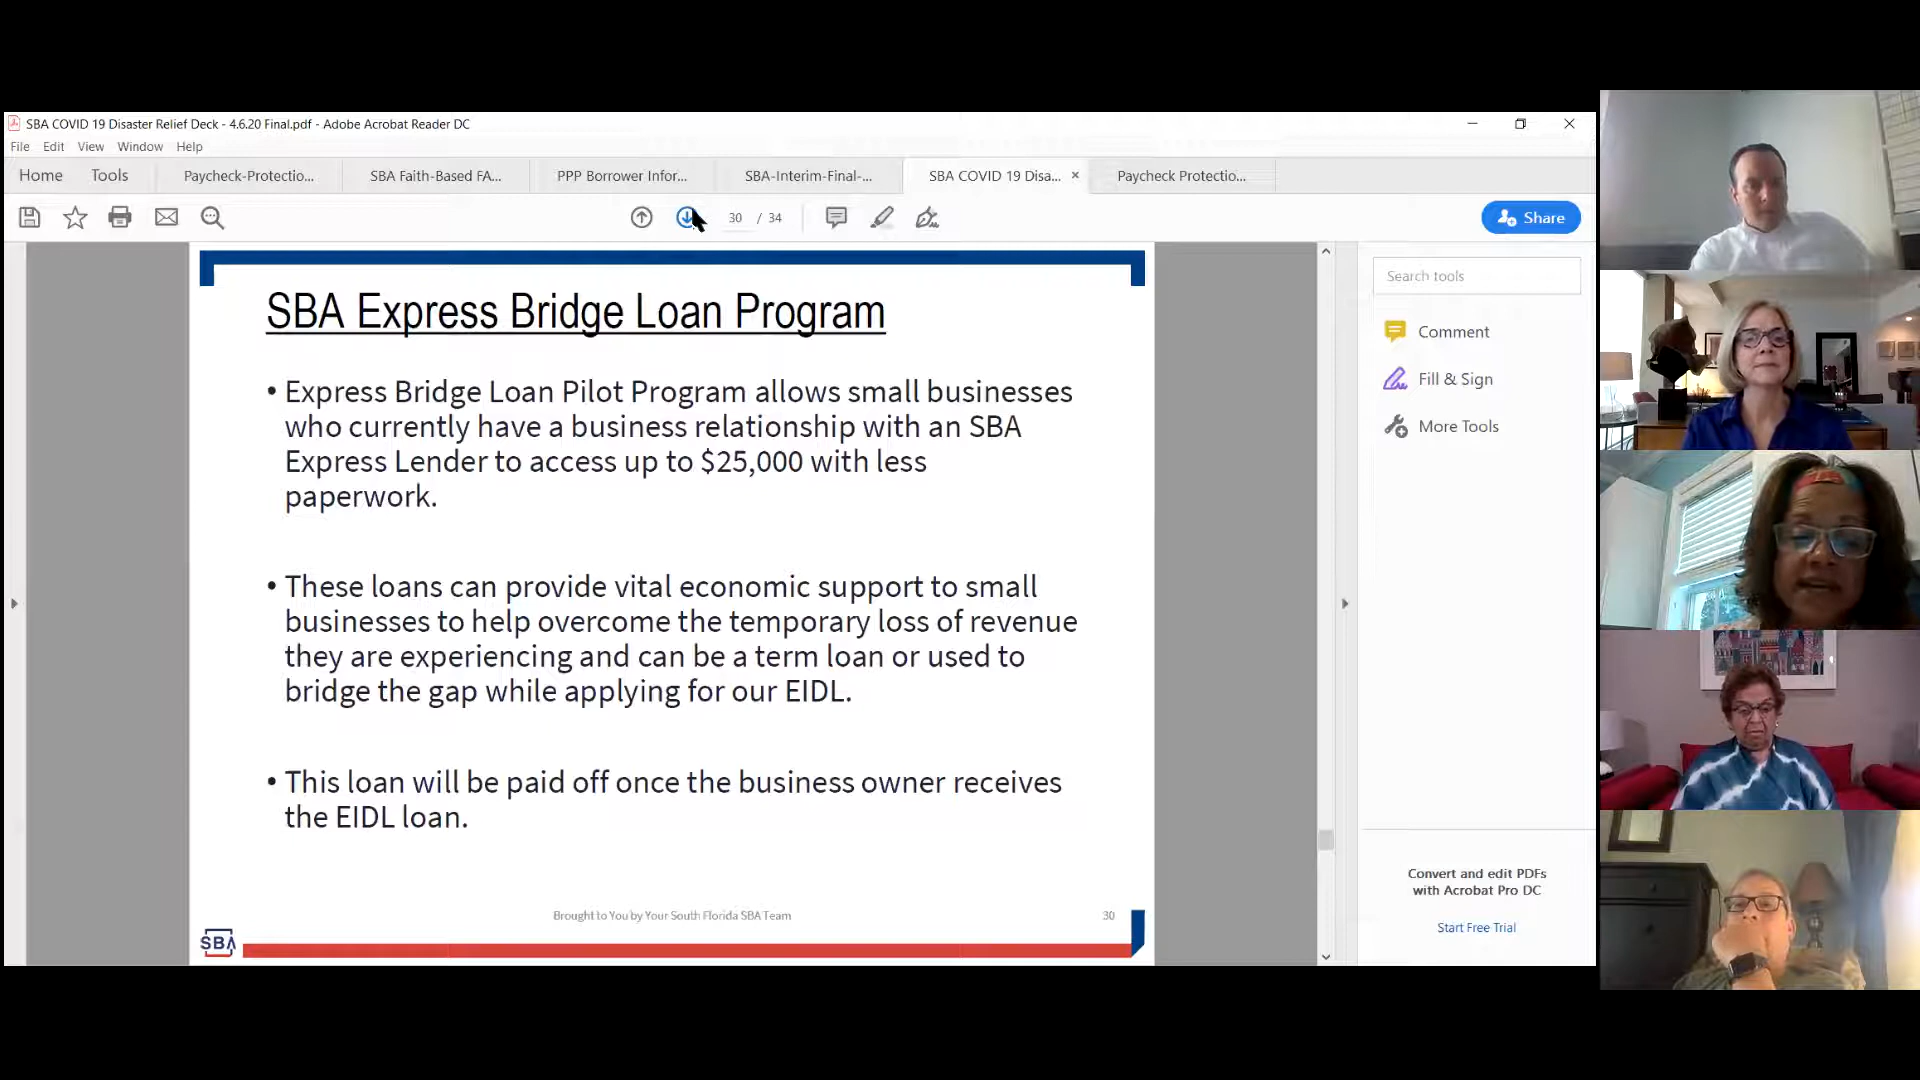 SBA COVID 19 Disaster Relief Deck - 4.6.20 Final.pdf - Adobe Acrobat Reader DC
File Edit View Window Help
Home Tools Paycheck-Protectio... SBA Faith-Based FA... PPP Borrower Infor... SBA-Interim-Final-... SBA COVID 19 Disa... × Paycheck Protectio...
30 / 34 Share
SBA Express Bridge Loan Program
• Express Bridge Loan Pilot Program allows small businesses
who currently have a business relationship with an SBA
Express Lender to access up to $25,000 with less
paperwork.
• These loans can provide vital economic support to small
businesses to help overcome the temporary loss of revenue
they are experiencing and can be a term loan or used to
bridge the gap while applying for our EIDL.
• This loan will be paid off once the business owner receives
the EIDL loan.
Brought to You by Your South Florida SBA Team 30
SBA
Search tools
Comment
Fill & Sign
More Tools
Convert and edit PDFs
with Acrobat Pro DC
Start Free Trial